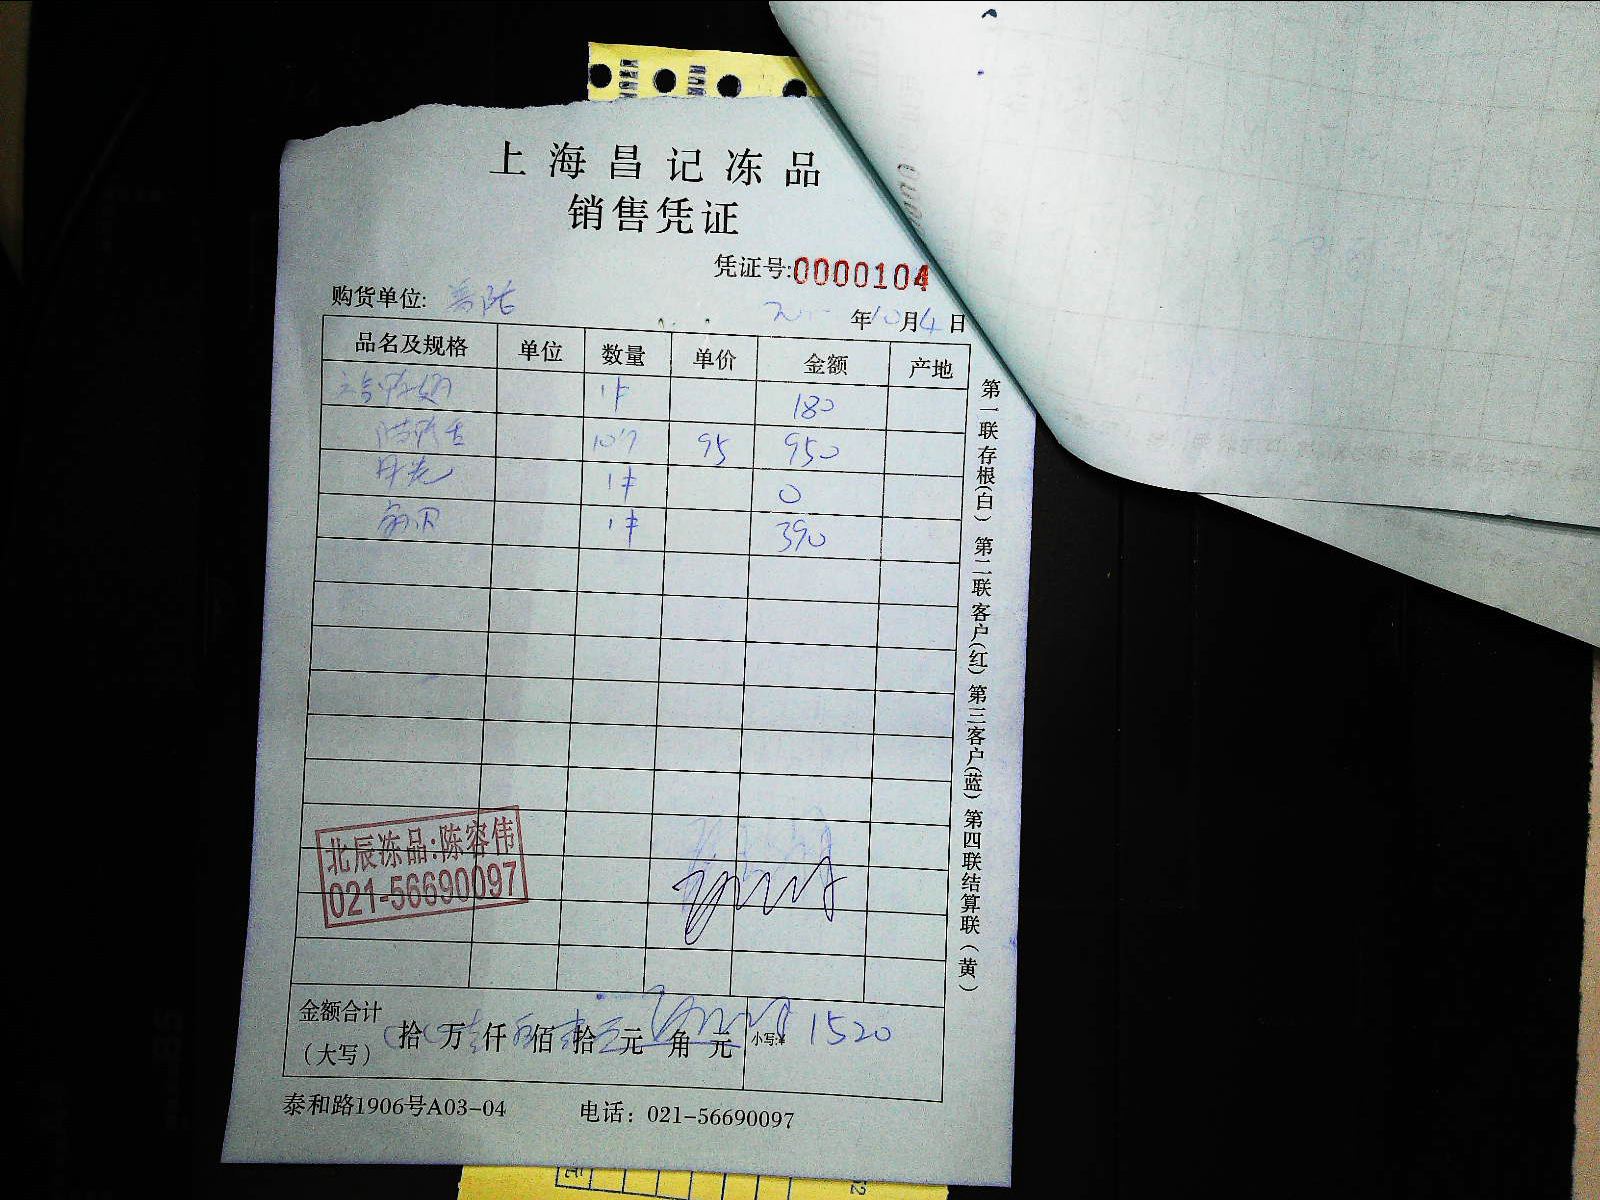 上海昌记冻品
销售凭证
凭证号:0000104
购货单位:
年10月4日
品名及规格 单位 数量 单价 金额 产地
1件 180
95 950
1件 0
1件 390
第一联存根(白) 第二联客户(红) 第三客户(蓝) 第四联结算联(黄)
北辰冻品:陈容伟
021-56690097
金额合计
(大写) 拾 万 仟 佰 拾 元 角 元 小写:¥ 1520
泰和路1906号A03-04 电话: 021-56690097